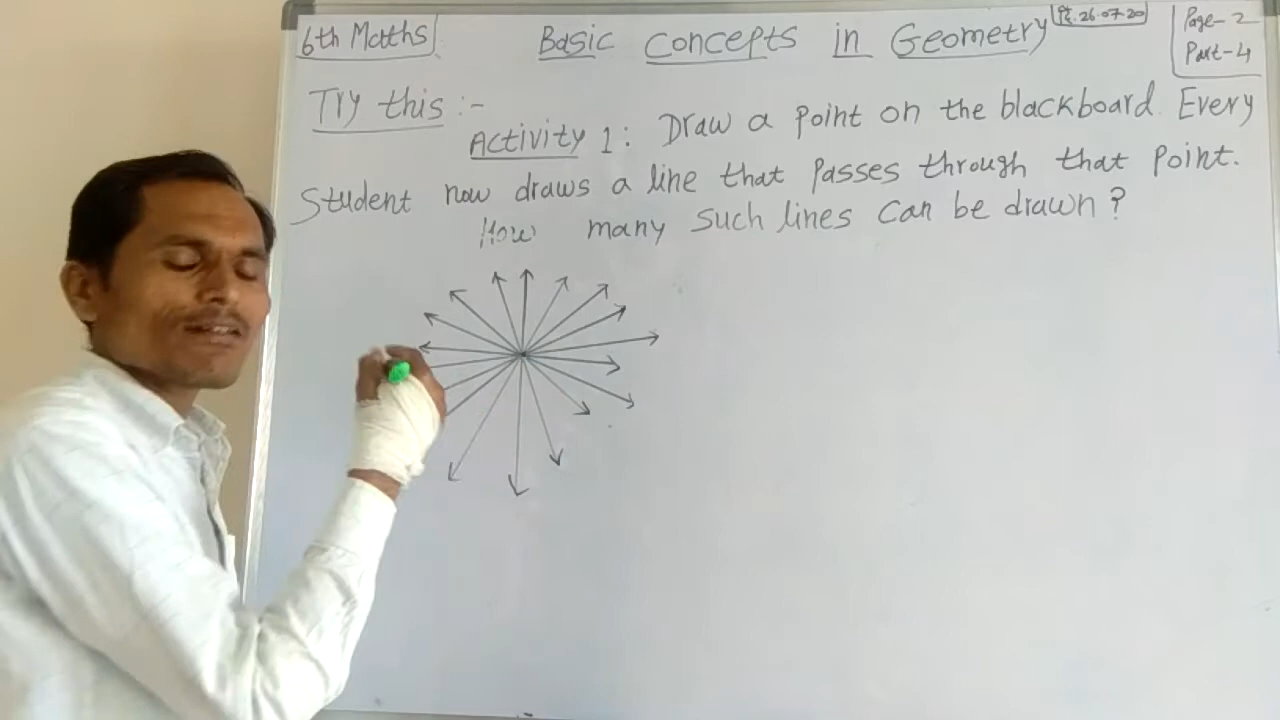 6th Maths
Basic Concepts in Geometry
दि. 26.07.20
Page-2
Part-4
Try this :-
Activity 1: Draw a point on the blackboard. Every
Student now draws a line that passes through that point.
How many such lines can be drawn?